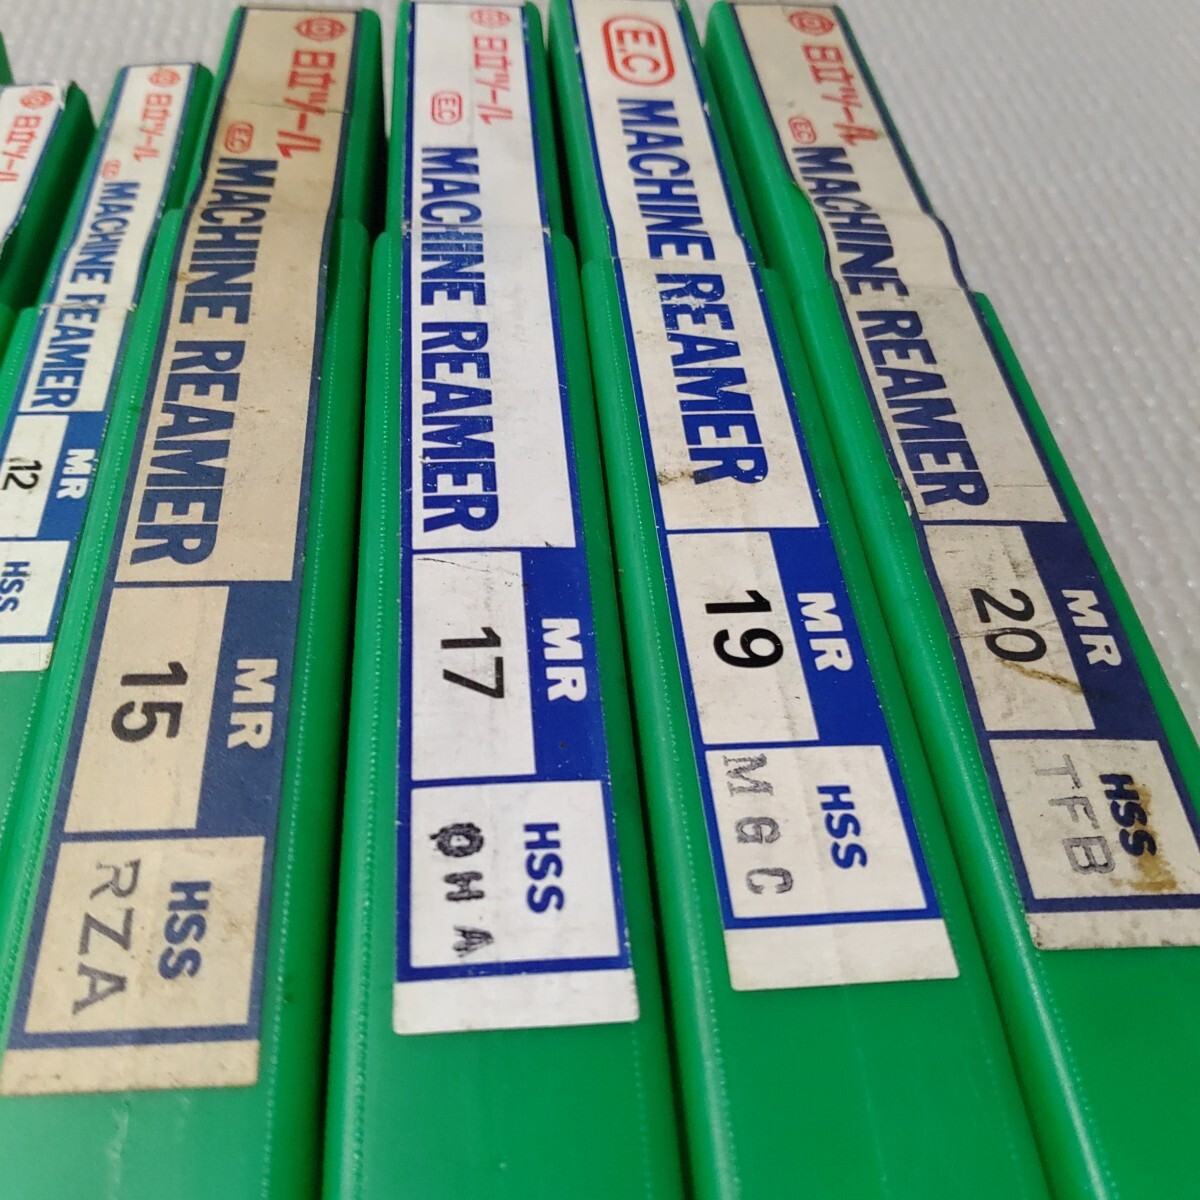 日立ツール
日立ツール
E.C
MACHINE REAMER
MR
12
HSS
日立ツール
E.C
MACHINE REAMER
MR
15
HSS
RZA
日立ツール
E.C
MACHINE REAMER
MR
17
HSS
HA
E.C
MACHINE REAMER
MR
19
HSS
MGC
日立ツール
E.C
MACHINE REAMER
MR
20
HSS
TFB